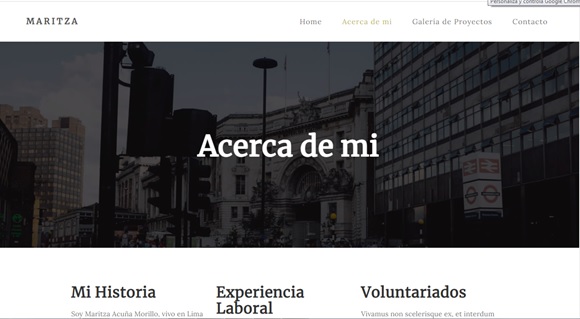 Personaliza y controla Google Chrom
MARITZA
Home
Acerca de mi
Galería de Proyectos
Contacto
Acerca de mi
Mi Historia
Experiencia
Laboral
Voluntariados
Soy Maritza Acuña Morillo, vivo en Lima
Vivamus non scelerisque ex, et interdum